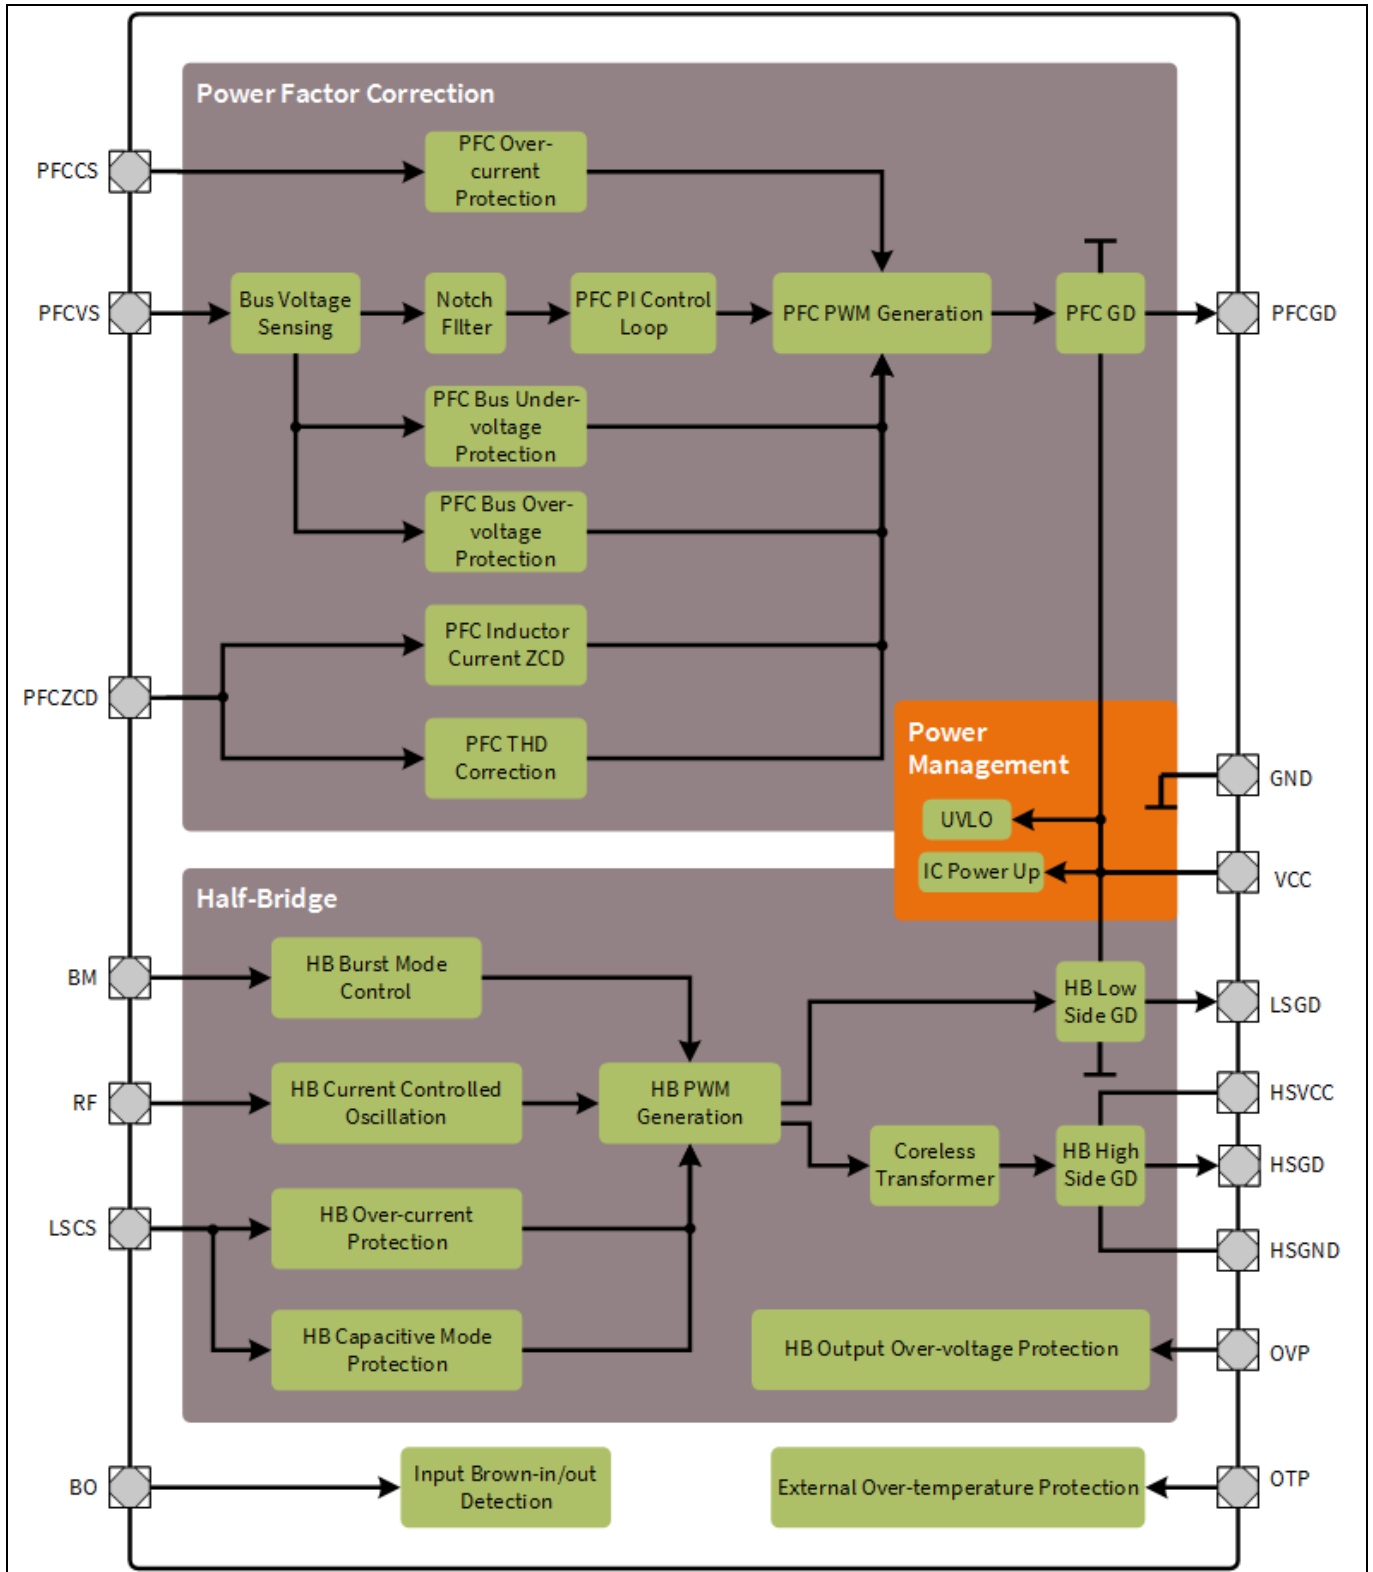 Power Factor Correction
PFCCS
PFC Over-
current
Protection
PFCVS
Bus Voltage
Sensing
Notch
FIlter
PFC PI Control
Loop
PFC PWM Generation
PFC GD
PFCGD
PFC Bus Under-
voltage
Protection
PFC Bus Over-
voltage
Protection
PFC Inductor
Current ZCD
PFCZCD
PFC THD
Correction
Power
Management
GND
UVLO
IC Power Up
VCC
Half-Bridge
BM
HB Burst Mode
Control
HB Low
Side GD
LSGD
RF
HB Current Controlled
Oscillation
HB PWM
Generation
HSVCC
Coreless
Transformer
HB High
Side GD
HSGD
LSCS
HB Over-current
Protection
HSGND
HB Capacitive Mode
Protection
HB Output Over-voltage Protection
OVP
BO
Input Brown-in/out
Detection
External Over-temperature Protection
OTP